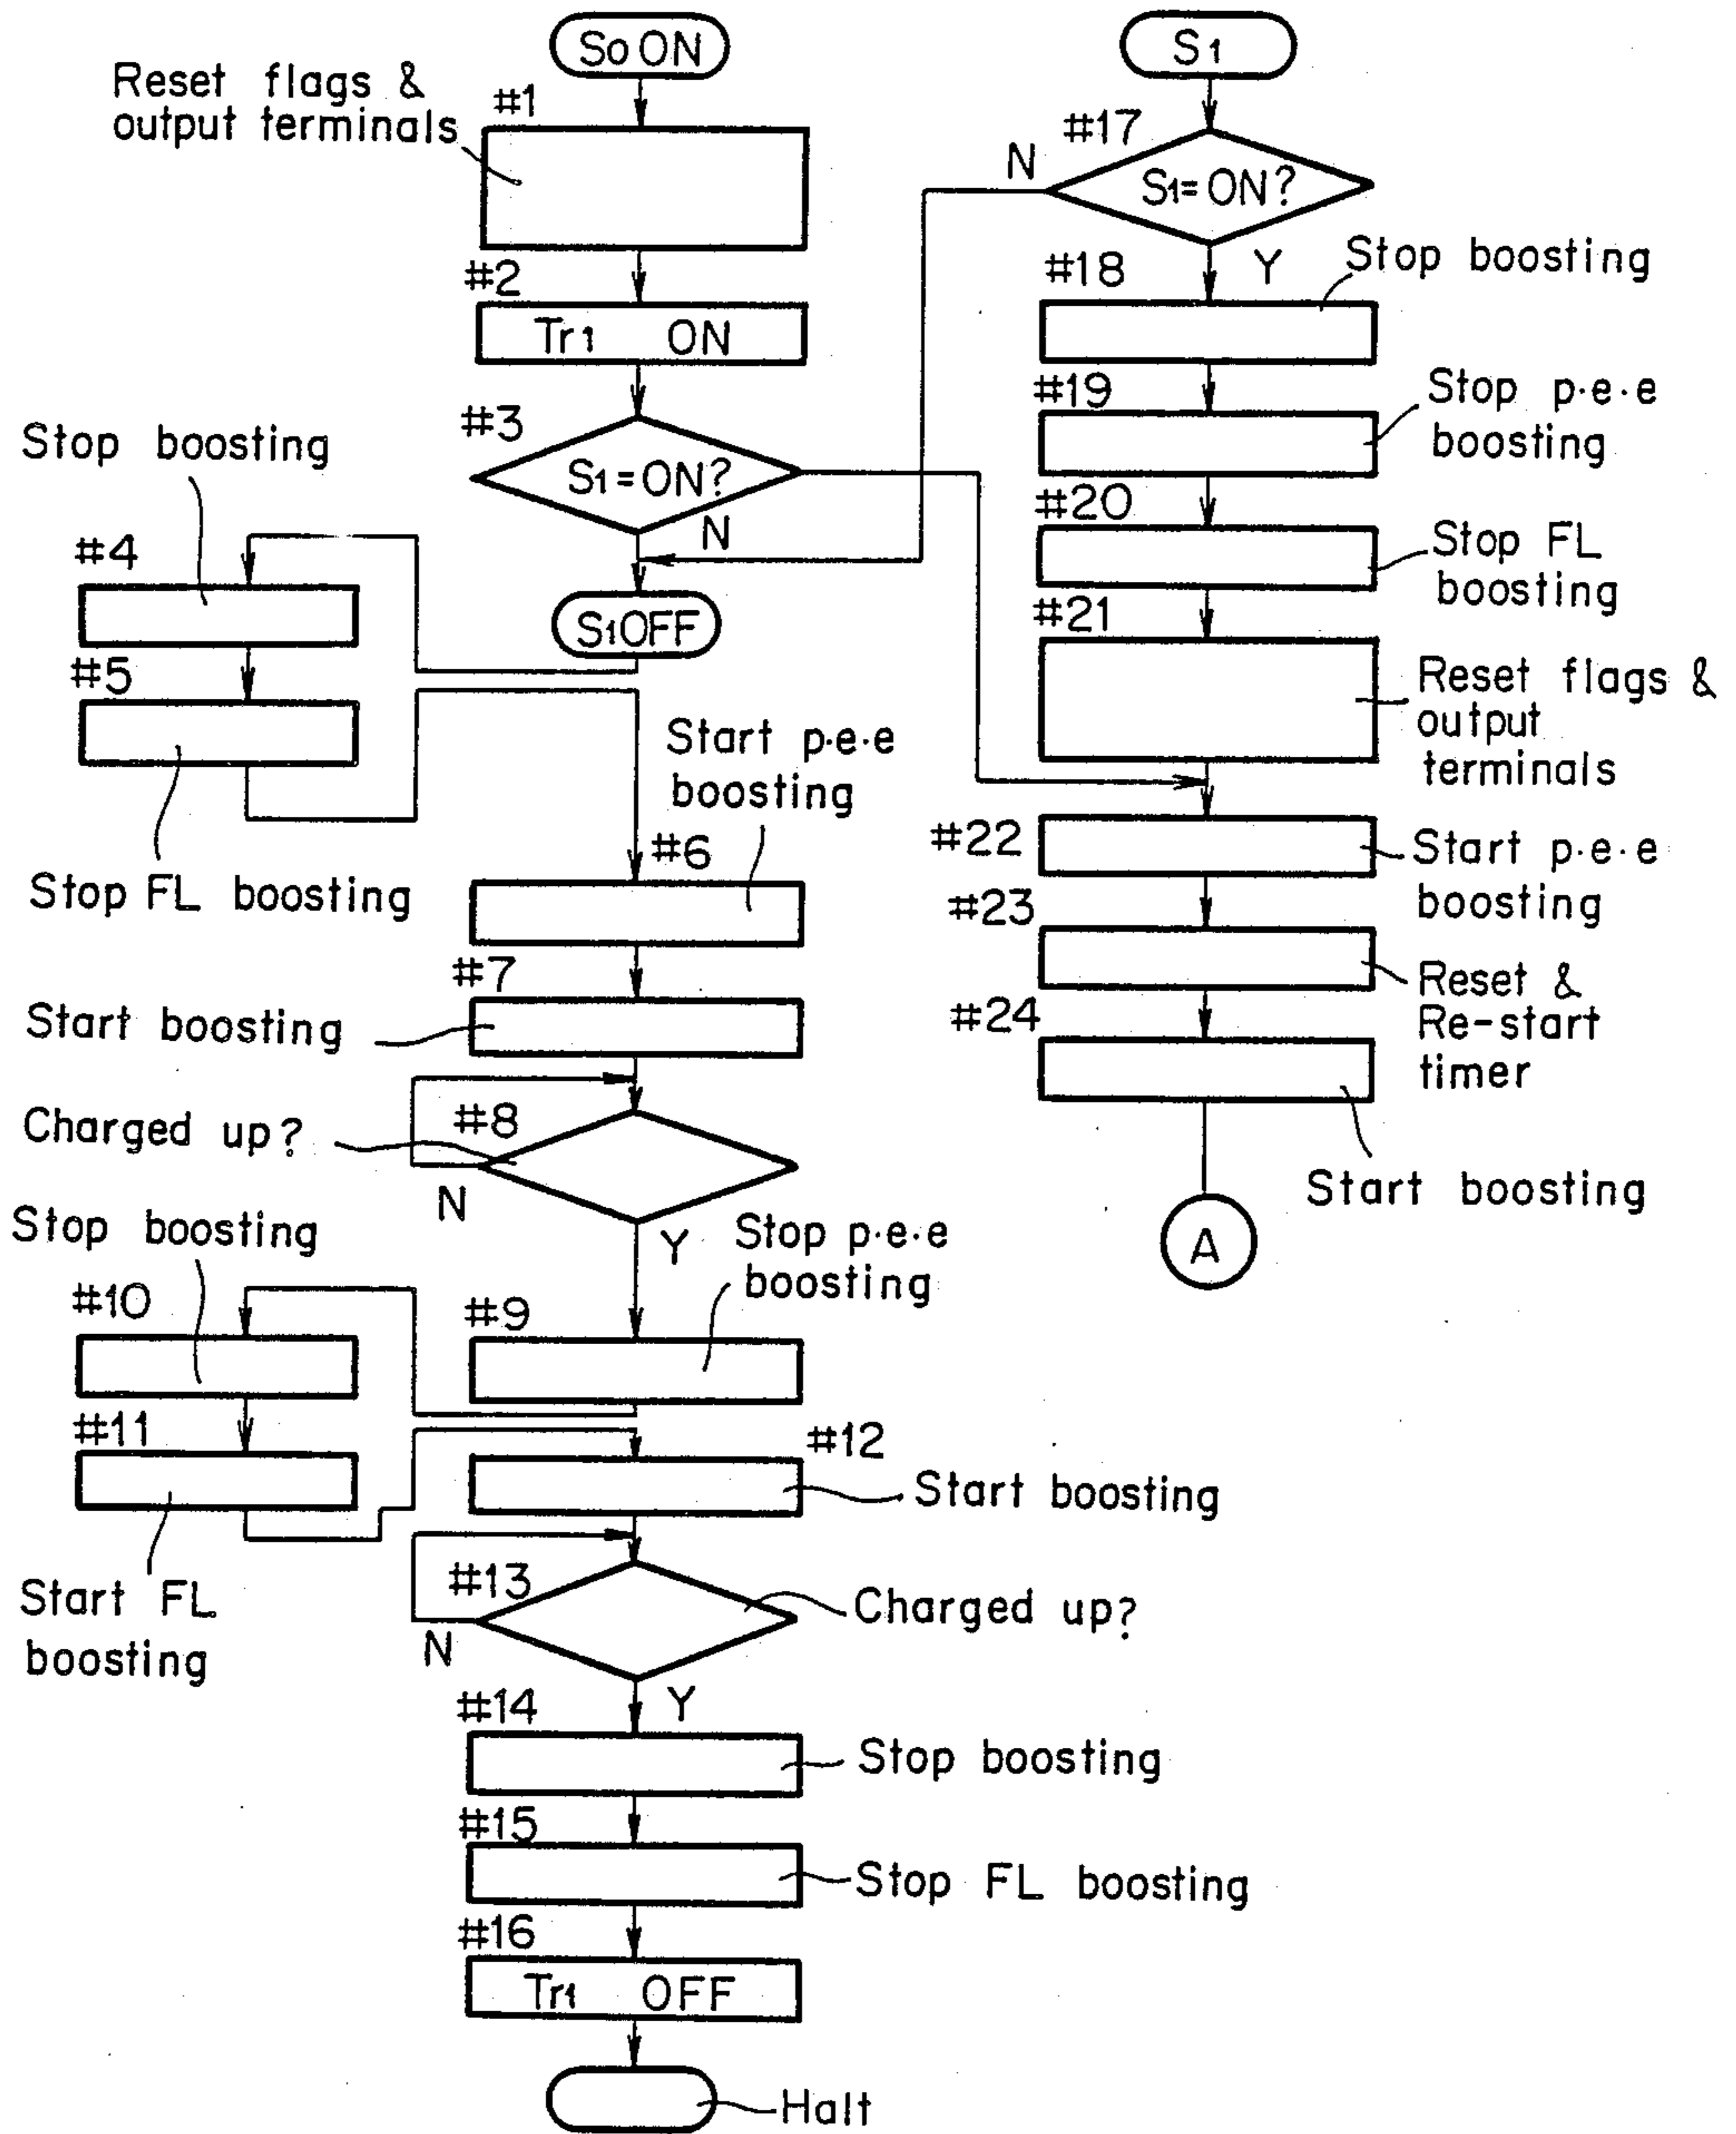 So ON
S1
Reset flags &
output terminals
#1
#17
N
S1=ON?
Y
#2
Tr1 ON
#18
Stop boosting
#19
Stop p·e·e
boosting
#3
S1=ON?
N
Stop boosting
#20
Stop FL
boosting
#4
S1OFF
#21
Reset flags &
output
terminals
#5
Stop FL boosting
Start p·e·e
boosting
#6
#22
Start p·e·e
boosting
#7
Start boosting
#23
Reset &
Re-start
timer
#24
Start boosting
A
#8
Charged up?
N
Y
Stop boosting
Stop p·e·e
boosting
#9
#10
#11
Start FL
boosting
#12
Start boosting
#13
Charged up?
N
Y
#14
Stop boosting
#15
Stop FL boosting
#16
Tr1 OFF
Halt